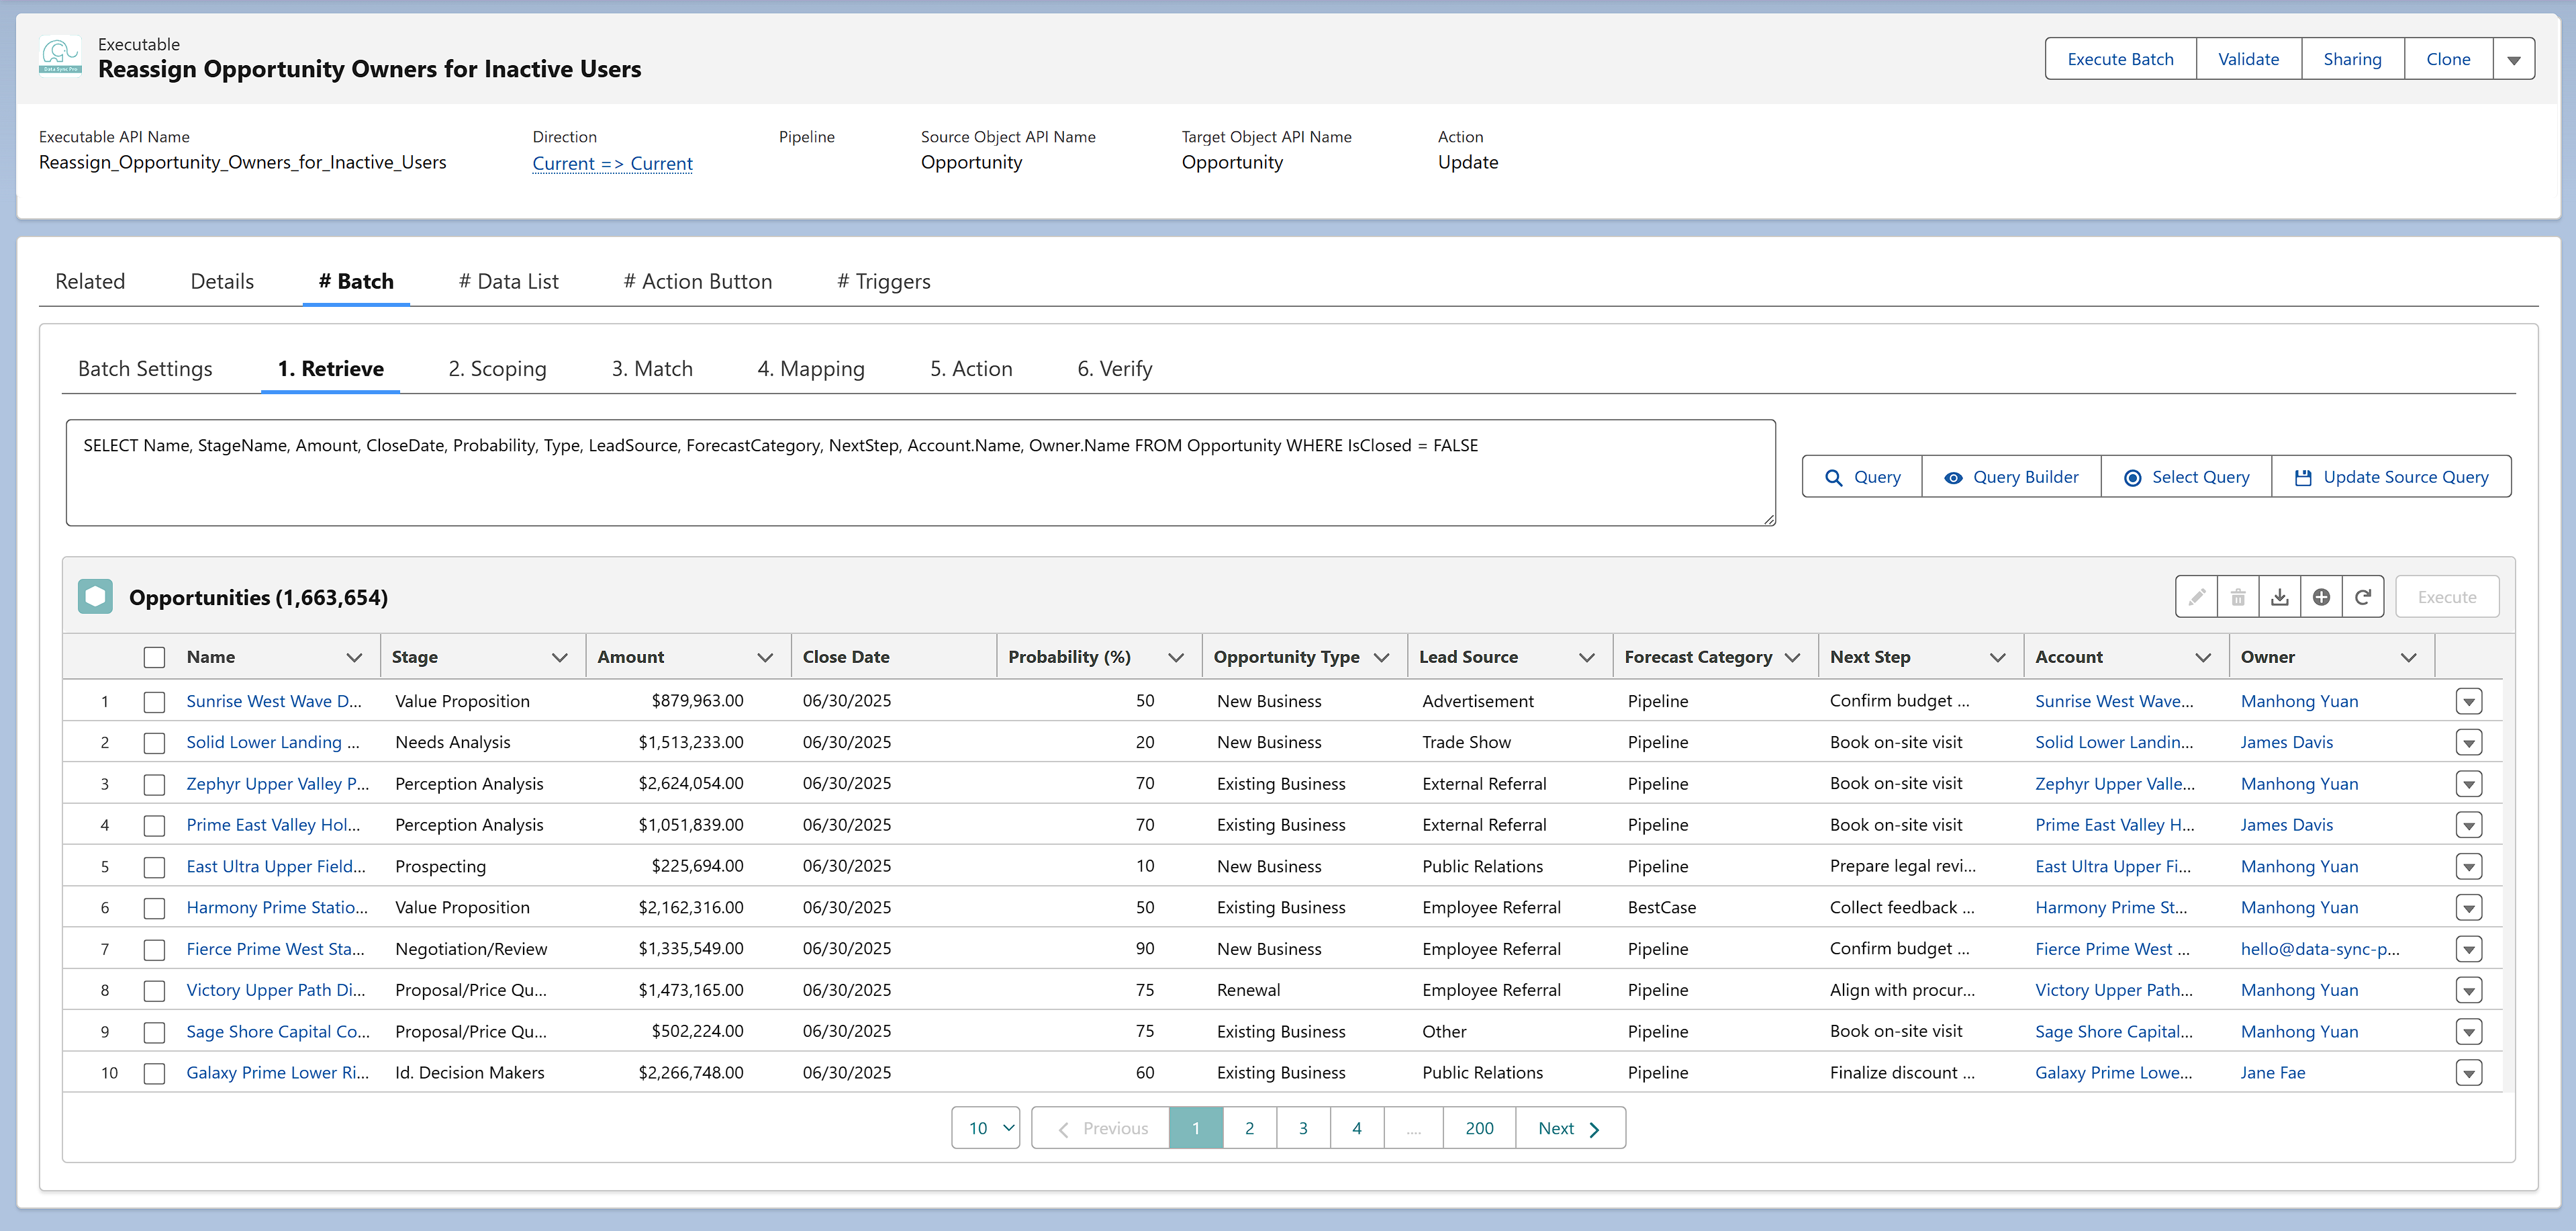 Data Sync Pro
Executable
Reassign Opportunity Owners for Inactive Users
Execute Batch Validate Sharing Clone
Executable API Name Direction Pipeline Source Object API Name Target Object API Name Action
Reassign_Opportunity_Owners_for_Inactive_Users Current => Current Opportunity Opportunity Update
Related Details # Batch # Data List # Action Button # Triggers
Batch Settings 1. Retrieve 2. Scoping 3. Match 4. Mapping 5. Action 6. Verify
SELECT Name, StageName, Amount, CloseDate, Probability, Type, LeadSource, ForecastCategory, NextStep, Account.Name, Owner.Name FROM Opportunity WHERE IsClosed = FALSE
Query Query Builder Select Query Update Source Query
Opportunities (1,663,654) Execute
Name Stage Amount Close Date Probability (%) Opportunity Type Lead Source Forecast Category Next Step Account Owner
1 Sunrise West Wave D... Value Proposition $879,963.00 06/30/2025 50 New Business Advertisement Pipeline Confirm budget ... Sunrise West Wave... Manhong Yuan
2 Solid Lower Landing ... Needs Analysis $1,513,233.00 06/30/2025 20 New Business Trade Show Pipeline Book on-site visit Solid Lower Landin... James Davis
3 Zephyr Upper Valley P... Perception Analysis $2,624,054.00 06/30/2025 70 Existing Business External Referral Pipeline Book on-site visit Zephyr Upper Valle... Manhong Yuan
4 Prime East Valley Hol... Perception Analysis $1,051,839.00 06/30/2025 70 Existing Business External Referral Pipeline Book on-site visit Prime East Valley H... James Davis
5 East Ultra Upper Field... Prospecting $225,694.00 06/30/2025 10 New Business Public Relations Pipeline Prepare legal revi... East Ultra Upper Fi... Manhong Yuan
6 Harmony Prime Statio... Value Proposition $2,162,316.00 06/30/2025 50 Existing Business Employee Referral BestCase Collect feedback ... Harmony Prime St... Manhong Yuan
7 Fierce Prime West Sta... Negotiation/Review $1,335,549.00 06/30/2025 90 New Business Employee Referral Pipeline Confirm budget ... Fierce Prime West ... hello@data-sync-p...
8 Victory Upper Path Di... Proposal/Price Qu... $1,473,165.00 06/30/2025 75 Renewal Employee Referral Pipeline Align with procur... Victory Upper Path... Manhong Yuan
9 Sage Shore Capital Co... Proposal/Price Qu... $502,224.00 06/30/2025 75 Existing Business Other Pipeline Book on-site visit Sage Shore Capital... Manhong Yuan
10 Galaxy Prime Lower Ri... Id. Decision Makers $2,266,748.00 06/30/2025 60 Existing Business Public Relations Pipeline Finalize discount ... Galaxy Prime Lowe... Jane Fae
10 Previous 1 2 3 4 .... 200 Next